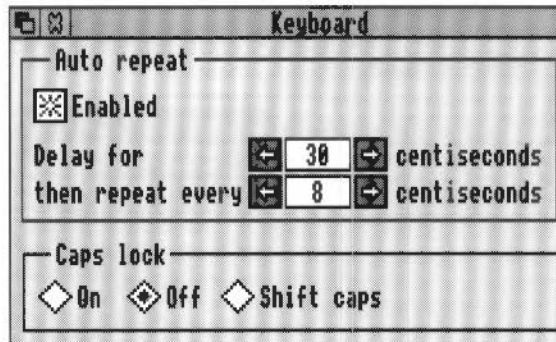 Keyboard
Auto repeat
Enabled
Delay for 30 centiseconds
then repeat every 8 centiseconds
Caps lock
On Off Shift caps